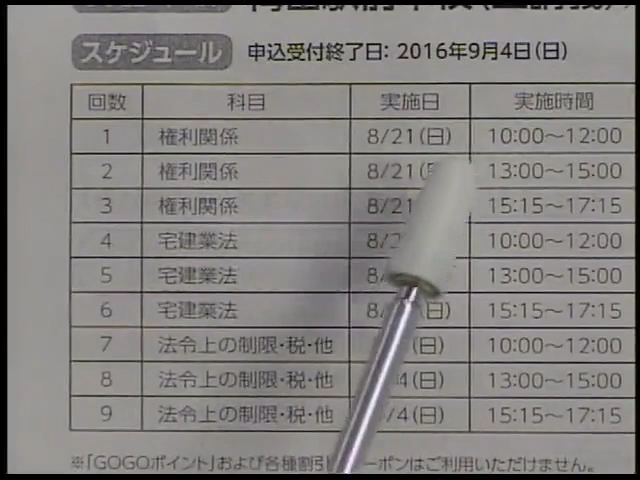 スケジュール 申込受付終了日: 2016年9月4日(日)
回数 科目 実施日 実施時間
1 権利関係 8/21(日) 10:00～12:00
2 権利関係 8/21( 13:00～15:00
3 権利関係 8/21 15:15～17:15
4 宅建業法 8/2 10:00～12:00
5 宅建業法 8/ 13:00～15:00
6 宅建業法 8/ (日) 15:15～17:15
7 法令上の制限・税・他 (日) 10:00～12:00
8 法令上の制限・税・他 4(日) 13:00～15:00
9 法令上の制限・税・他 /4(日) 15:15～17:15
※「GOGOポイント」および各種割引 ーポンはご利用いただけません。